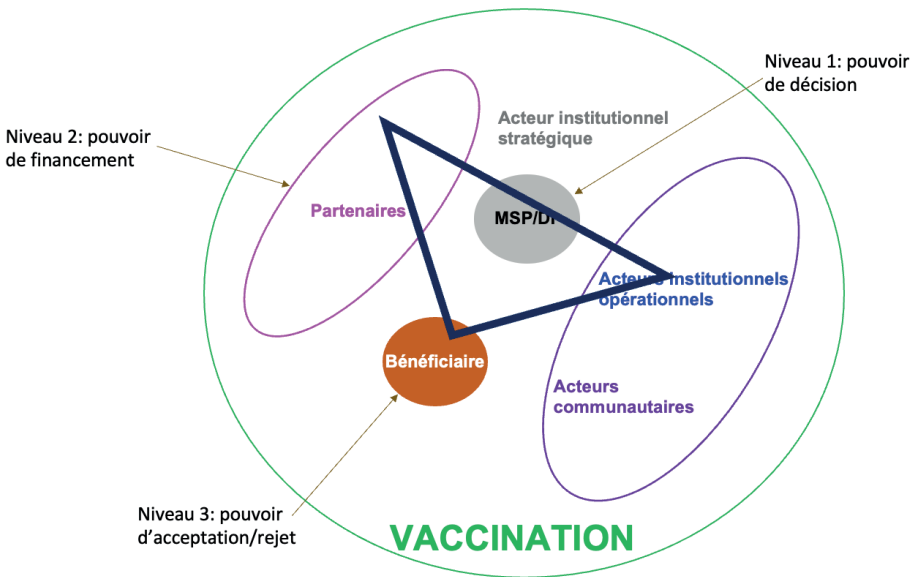 Niveau 1: pouvoir
de décision
Acteur institutionnel
stratégique
Niveau 2: pouvoir
de financement
Partenaires
MSP/DI
Acteurs institutionnels
opérationnels
Bénéficiaire
Acteurs
communautaires
Niveau 3: pouvoir
d'acceptation/rejet
VACCINATION